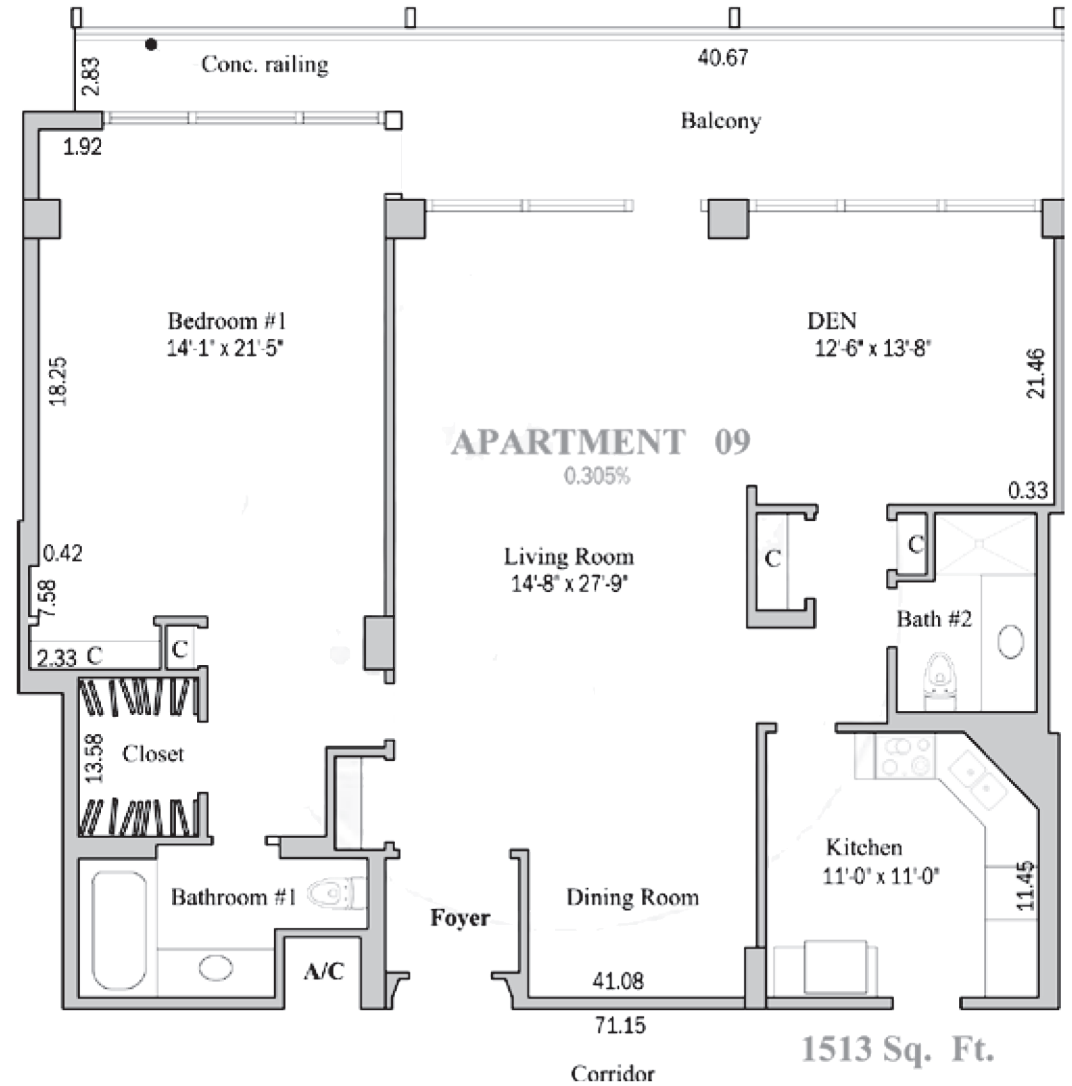 2.83
Conc. railing
40.67
Balcony
1.92
Bedroom #1
14'-1" x 21'-5"
DEN
12'-6" x 13'-8"
18.25
21.46
APARTMENT 09
0.305%
0.33
0.42
Living Room
14'-8" x 27'-9"
C
C
7.58
Bath #2
2.33 C
C
13.58
Closet
Kitchen
11'-0" x 11'-0"
11.45
Bathroom #1
Foyer
Dining Room
A/C
41.08
71.15
1513 Sq. Ft.
Corridor